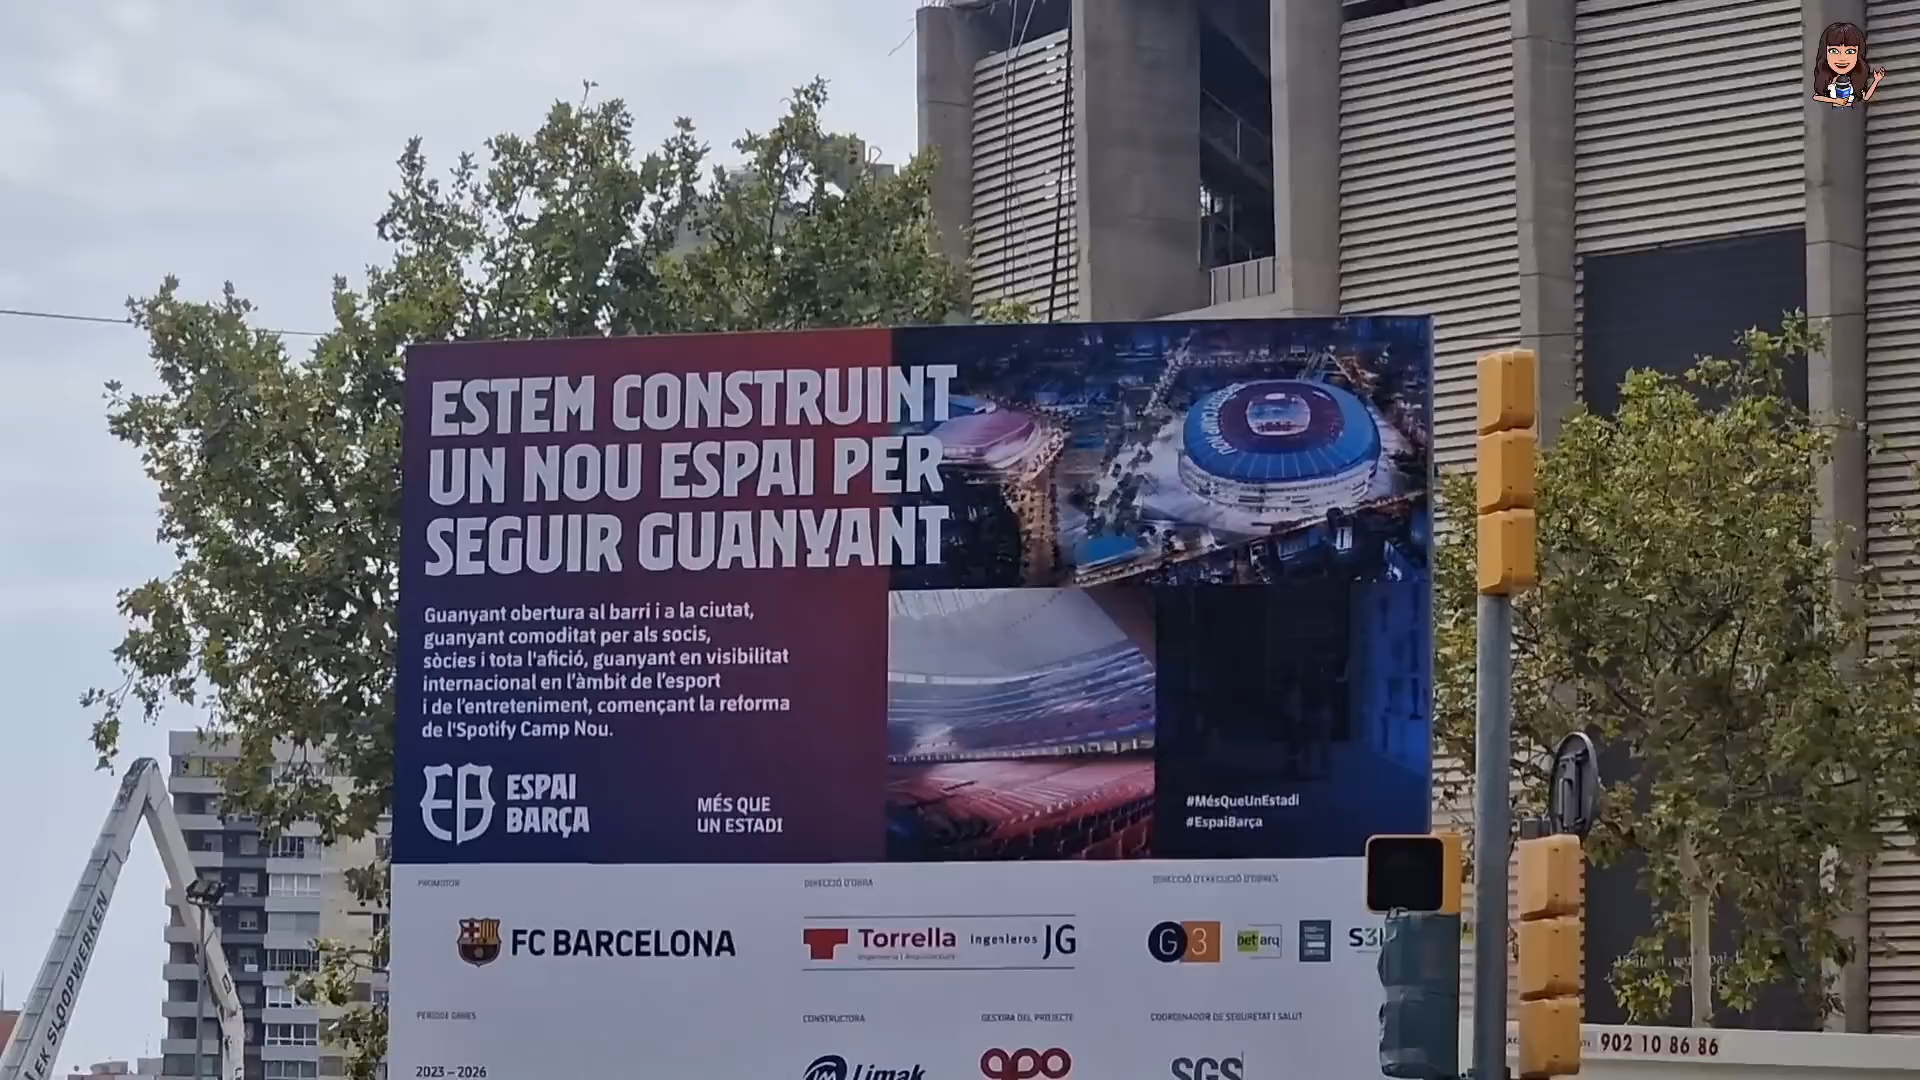 ESTEM CONSTRUINT
UN NOU ESPAI PER
SEGUIR GUANYANT
Guanyant obertura al barri i a la ciutat,
guanyant comoditat per als socis,
sòcies i tota l'afició, guanyant en visibilitat
internacional en l'àmbit de l'esport
i de l'entreteniment, començant la reforma
de l'Spotify Camp Nou.
ESPAI
BARÇA
MÉS QUE
UN ESTADI
#MésQueUnEstadi
#EspaiBarça
PROMOTOR
DIRECCIÓ D'OBRA
DIRECCIÓ D'EXECUCIÓ D'OBRES
FC BARCELONA
Torrella
Ingenieros JG
G3
bet arq
PERÍODE OBRES
CONSTRUCTORA
GESTORA DEL PROJECTE
COORDINADOR DE SEGURETAT I SALUT
2023 – 2026
Limak
SGS
SLOOPWERKEN
902 10 86 86